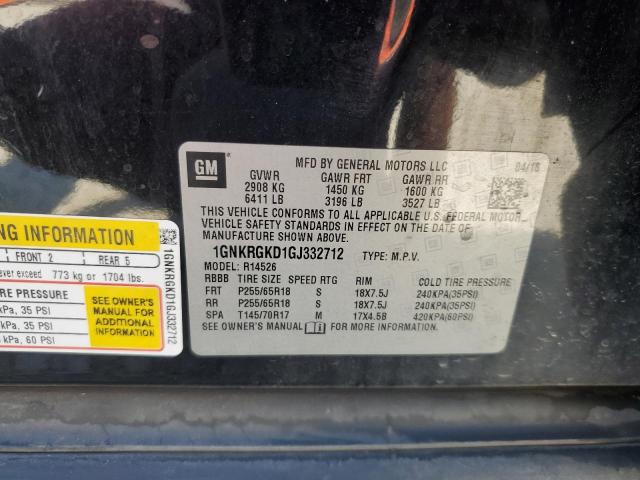 GM
MFD BY GENERAL MOTORS LLC
04/16
GVWR GAWR FRT GAWR RR
2908 KG 1450 KG 1600 KG
6411 LB 3196 LB 3527 LB
THIS VEHICLE CONFORMS TO ALL APPLICABLE U.S. FEDERAL MOTOR
VEHICLE SAFETY STANDARDS IN EFFECT ON THE DATE OF
MANUFACTURE SHOWN ABOVE.
1GNKRGKD1GJ332712 TYPE: M.P.V.
MODEL: R14526
RBBB TIRE SIZE SPEED RTG RIM COLD TIRE PRESSURE
FRT P255/65R18 S 18X7.5J 240KPA(35PSI)
RR P255/65R18 S 18X7.5J 240KPA(35PSI)
SPA T145/70R17 M 17X4.5B 420KPA(60PSI)
SEE OWNER'S MANUAL FOR ADDITIONAL INFORMATION.
NG INFORMATION
FRONT 2 REAR 5
ever exceed 773 kg or 1704 lbs.
RE PRESSURE
kPa, 35 PSI
kPa, 35 PSI
kPa, 60 PSI
SEE OWNER'S
MANUAL FOR
ADDITIONAL
INFORMATION
1GNKRGKD1GJ332712